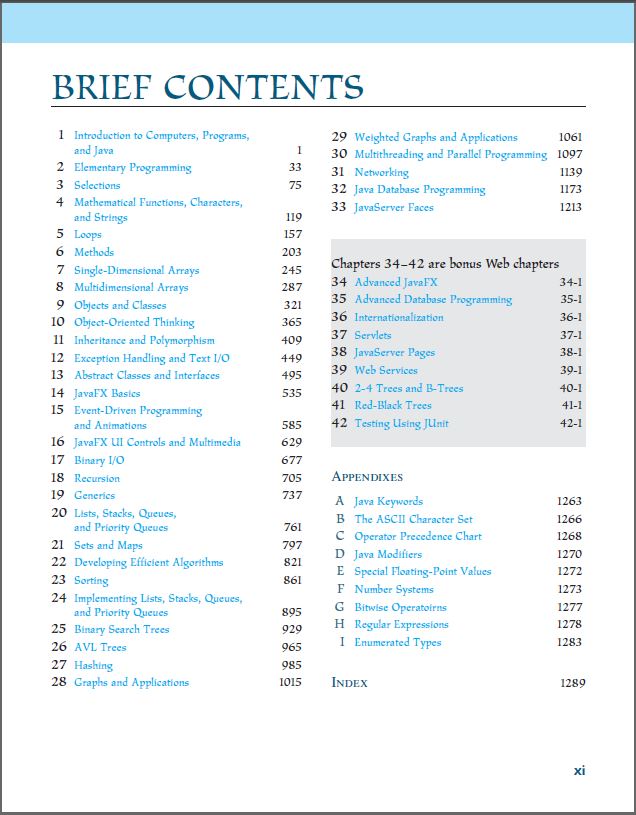 BRIEF CONTENTS
1 Introduction to Computers, Programs,
and Java 1
2 Elementary Programming 33
3 Selections 75
4 Mathematical Functions, Characters,
and Strings 119
5 Loops 157
6 Methods 203
7 Single-Dimensional Arrays 245
8 Multidimensional Arrays 287
9 Objects and Classes 321
10 Object-Oriented Thinking 365
11 Inheritance and Polymorphism 409
12 Exception Handling and Text I/O 449
13 Abstract Classes and Interfaces 495
14 JavaFX Basics 535
15 Event-Driven Programming
and Animations 585
16 JavaFX UI Controls and Multimedia 629
17 Binary I/O 677
18 Recursion 705
19 Generics 737
20 Lists, Stacks, Queues,
and Priority Queues 761
21 Sets and Maps 797
22 Developing Efficient Algorithms 821
23 Sorting 861
24 Implementing Lists, Stacks, Queues,
and Priority Queues 895
25 Binary Search Trees 929
26 AVL Trees 965
27 Hashing 985
28 Graphs and Applications 1015
29 Weighted Graphs and Applications 1061
30 Multithreading and Parallel Programming 1097
31 Networking 1139
32 Java Database Programming 1173
33 JavaServer Faces 1213
Chapters 34–42 are bonus Web chapters
34 Advanced JavaFX 34-1
35 Advanced Database Programming 35-1
36 Internationalization 36-1
37 Servlets 37-1
38 JavaServer Pages 38-1
39 Web Services 39-1
40 2-4 Trees and B-Trees 40-1
41 Red-Black Trees 41-1
42 Testing Using JUnit 42-1
APPENDIXES
A Java Keywords 1263
B The ASCII Character Set 1266
C Operator Precedence Chart 1268
D Java Modifiers 1270
E Special Floating-Point Values 1272
F Number Systems 1273
G Bitwise Operatoirns 1277
H Regular Expressions 1278
I Enumerated Types 1283
INDEX 1289
xi